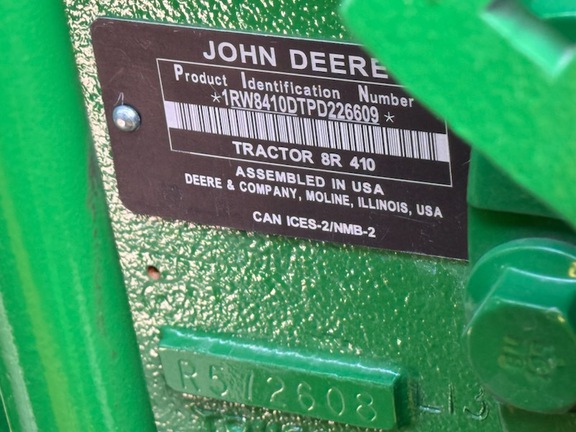 JOHN DEERE
Product Identification Number
*1RW8410DTPD226609*
TRACTOR 8R 410
ASSEMBLED IN USA
DEERE & COMPANY, MOLINE, ILLINOIS, USA
CAN ICES-2/NMB-2
R572608